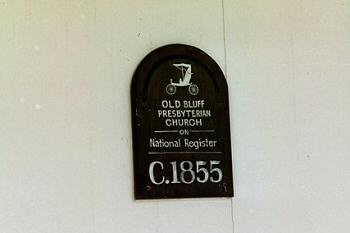 OLD BLUFF
PRESBYTERIAN
CHURCH
ON
National Register
C.1855